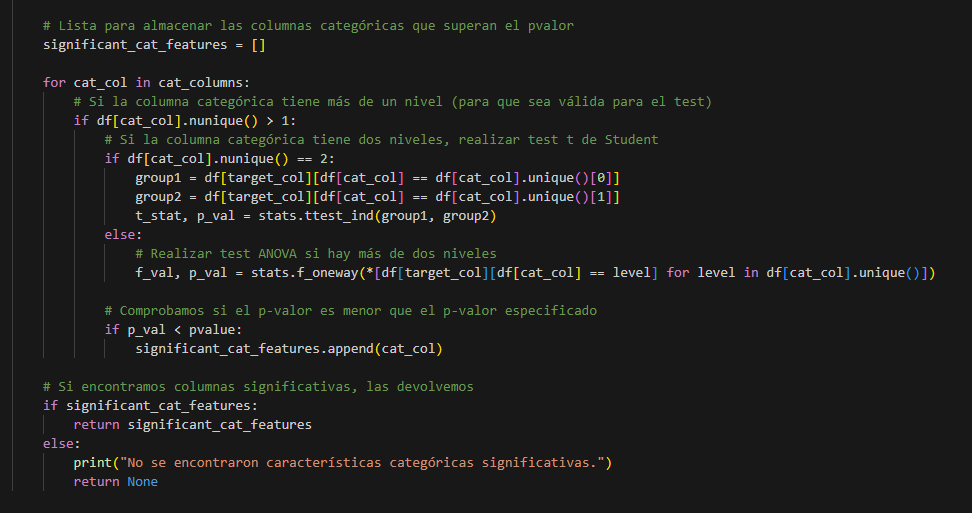 # Lista para almacenar las columnas categóricas que superan el pvalor
significant_cat_features = []
for cat_col in cat_columns:
# Si la columna categórica tiene más de un nivel (para que sea válida para el test)
if df[cat_col].nunique() > 1:
# Si la columna categórica tiene dos niveles, realizar test t de Student
if df[cat_col].nunique() == 2:
group1 = df[target_col][df[cat_col] == df[cat_col].unique()[0]]
group2 = df[target_col][df[cat_col] == df[cat_col].unique()[1]]
t_stat, p_val = stats.ttest_ind(group1, group2)
else:
# Realizar test ANOVA si hay más de dos niveles
f_val, p_val = stats.f_oneway(*[df[target_col][df[cat_col] == level] for level in df[cat_col].unique()])
# Comprobamos si el p-valor es menor que el p-valor especificado
if p_val < pvalue:
significant_cat_features.append(cat_col)
# Si encontramos columnas significativas, las devolvemos
if significant_cat_features:
return significant_cat_features
else:
print("No se encontraron características categóricas significativas.")
return None